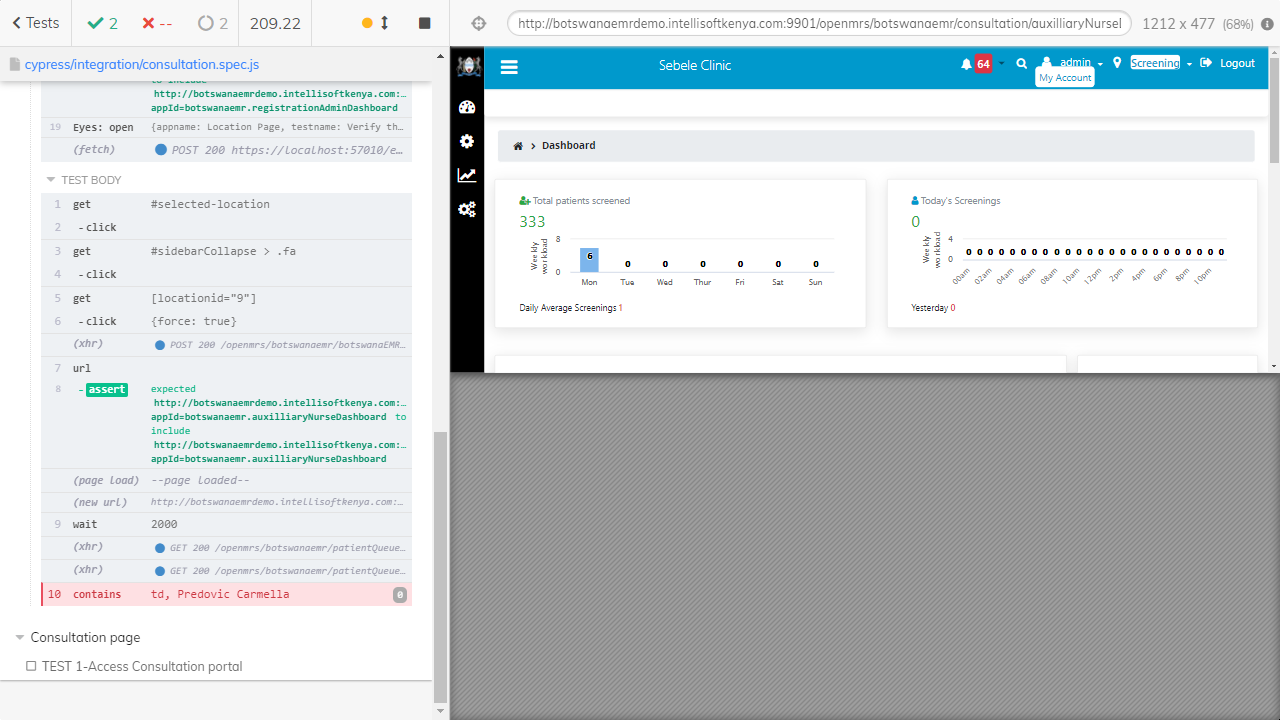 Tests
2
--
2
209.22
http://botswanaemrdemo.intellisoftkenya.com:9901/openmrs/botswanaemr/consultation/auxilliaryNursel
1212 x 477 (68%)
cypress/integration/consultation.spec.js
to include
http://botswanaemrdemo.intellisoftkenya.com:…
appId=botswanaemr.registrationAdminDashboard
19 Eyes: open {appname: Location Page, testname: Verify th…
(fetch) POST 200 https://localhost:57010/e…
TEST BODY
1 get #selected-location
2 -click
3 get #sidebarCollapse > .fa
4 -click
5 get [locationid="9"]
6 -click {force: true}
(xhr) POST 200 /openmrs/botswanaemr/botswanaEMR…
7 url
8 -assert expected
http://botswanaemrdemo.intellisoftkenya.com:…
appId=botswanaemr.auxilliaryNurseDashboard to
include
http://botswanaemrdemo.intellisoftkenya.com:…
appId=botswanaemr.auxilliaryNurseDashboard
(page load) --page loaded--
(new url) http://botswanaemrdemo.intellisoftkenya.com:…
9 wait 2000
(xhr) GET 200 /openmrs/botswanaemr/patientQueue…
(xhr) GET 200 /openmrs/botswanaemr/patientQueue…
10 contains td, Predovic Carmella 0
Consultation page
TEST 1-Access Consultation portal
Sebele Clinic
64
admin
Screening
Logout
My Account
Dashboard
Total patients screened
333
Weekly
workload
8
0
6 0 0 0 0 0 0
Mon Tue Wed Thur Fri Sat Sun
Daily Average Screenings 1
Today's Screenings
0
Weekly
workload
4
0
0 0 0 0 0 0 0 0 0 0 0 0 0 0 0 0 0 0 0 0 0 0 0 0
00am 02am 04am 06am 08am 10am 12pm 2pm 4pm 6pm 8pm 10pm
Yesterday 0